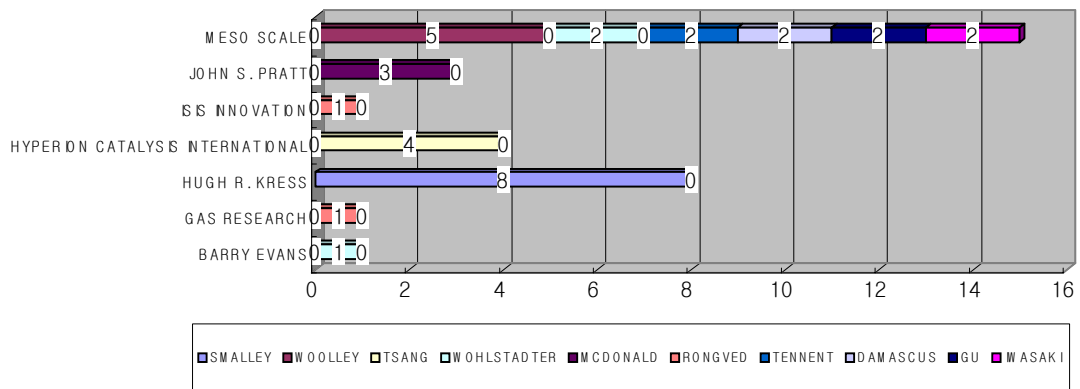 MESO SCALE 0 5 0 2 0 2 2 2 2
JOHN S. PRATT 0 3 0
ISIS INNOVATION 0 1 0
HYPERION CATALYSIS INTERNATIONAL 0 4 0
HUGH R. KRESS 8 0
GAS RESEARCH 0 1 0
BARRY EVANS 0 1 0
0 2 4 6 8 10 12 14 16
SMALLEY WOOLLEY TSANG WOHLSTADTER MCDONALD RONGVED TENNENT DAMASCUS GU IWASAKI